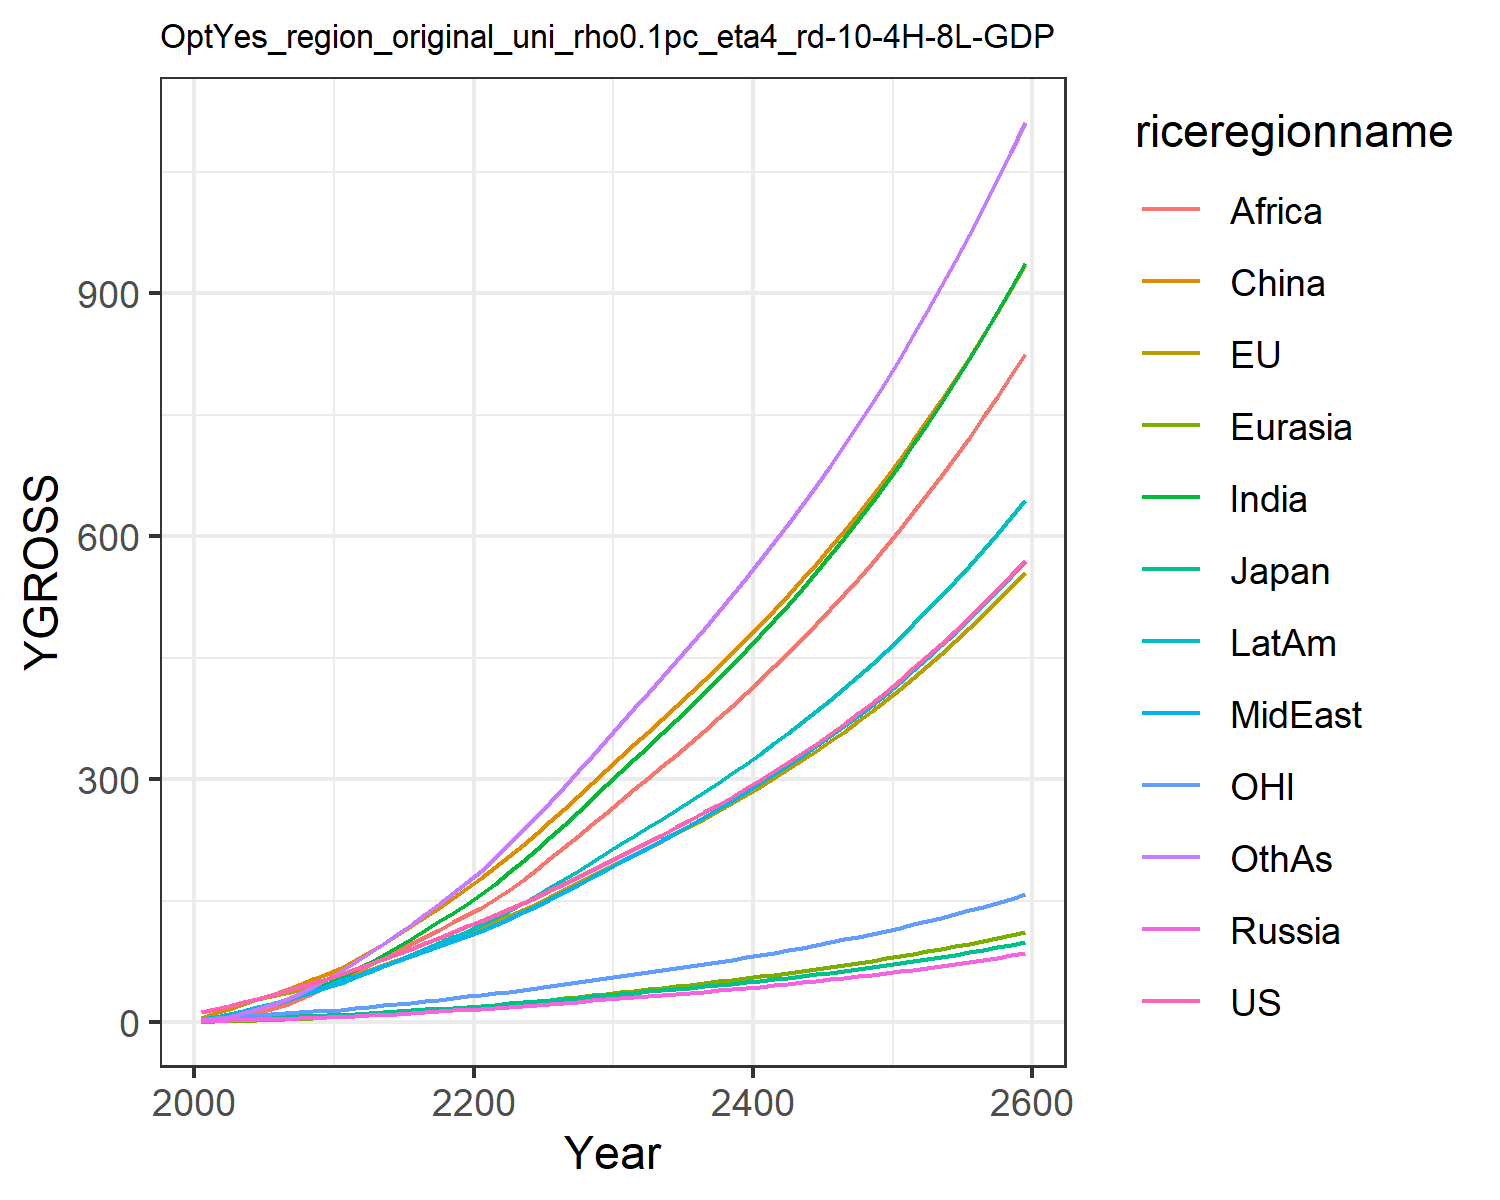 OptYes_region_original_uni_rho0.1pc_eta4_rd-10-4H-8L-GDP
YGROSS
900
600
300
0
2000
2200
2400
2600
Year
riceregionname
Africa
China
EU
Eurasia
India
Japan
LatAm
MidEast
OHI
OthAs
Russia
US